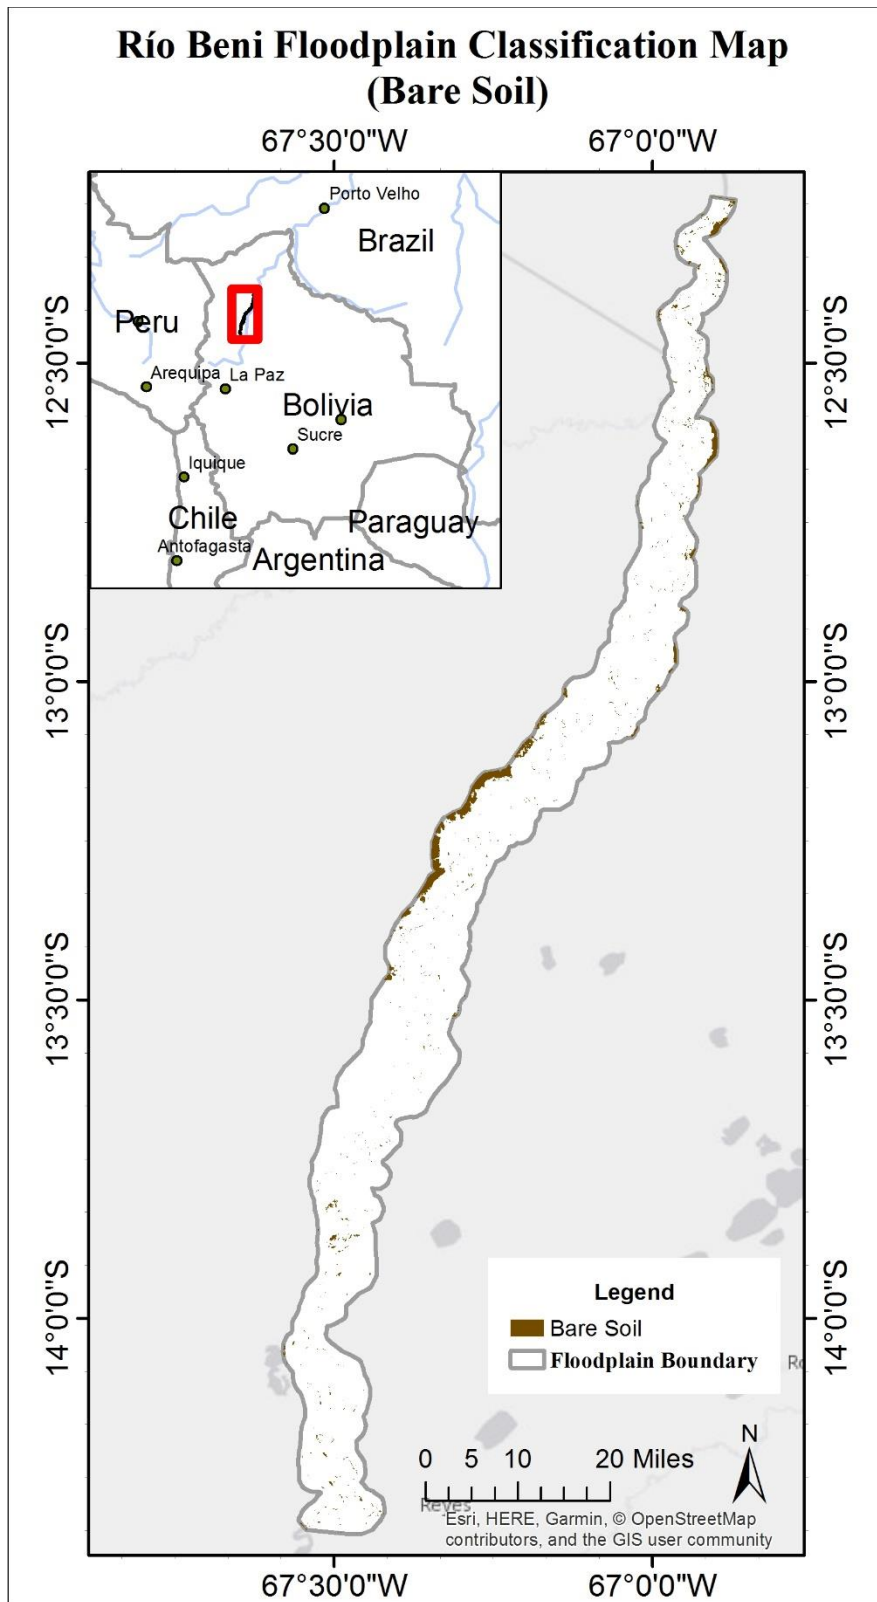 Río Beni Floodplain Classification Map
(Bare Soil)
67°30'0"W
67°0'0"W
Porto Velho
Brazil
Peru
Arequipa
La Paz
Bolivia
Sucre
Iquique
Chile
Paraguay
Antofagasta
Argentina
12°30'0"S
12°30'0"S
13°0'0"S
13°0'0"S
13°30'0"S
13°30'0"S
14°0'0"S
14°0'0"S
Legend
Bare Soil
Floodplain Boundary
N
0 5 10 20 Miles
Reyes
Esri, HERE, Garmin, © OpenStreetMap
contributors, and the GIS user community
67°30'0"W
67°0'0"W